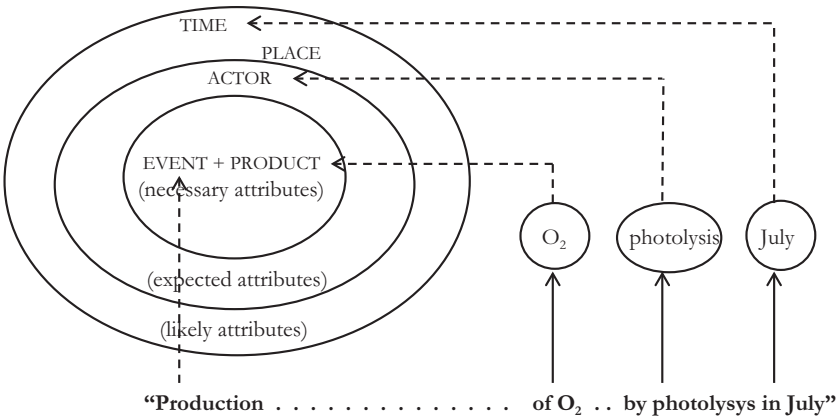 TIME
PLACE
ACTOR
EVENT + PRODUCT
(necessary attributes)
O₂ photolysis July
(expected attributes)
(likely attributes)
“Production . . . . . . . . . . . . . . . of O₂ . . by photolysys in July”